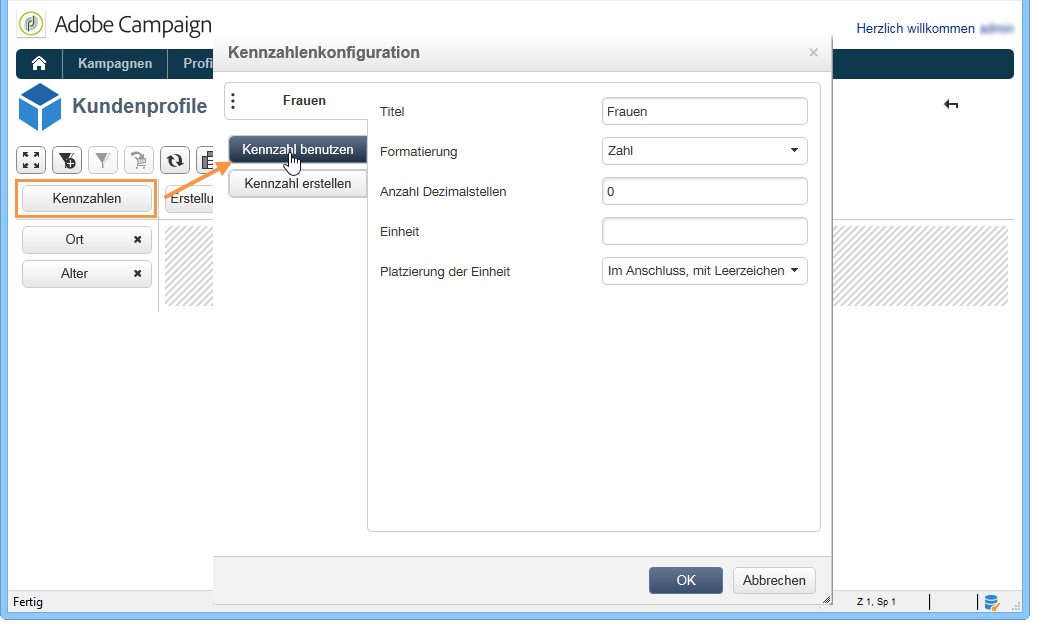 Adobe Campaign
Herzlich willkommen
Kennzahlenkonfiguration
Kampagnen
Profi
Kundenprofile
Frauen
Titel
Frauen
Kennzahl benutzen
Formatierung
Zahl
Kennzahlen
Erstellu
Kennzahl erstellen
Anzahl Dezimalstellen
0
Ort
Einheit
Alter
Platzierung der Einheit
Im Anschluss, mit Leerzeichen
OK
Abbrechen
Fertig
Z 1, Sp 1